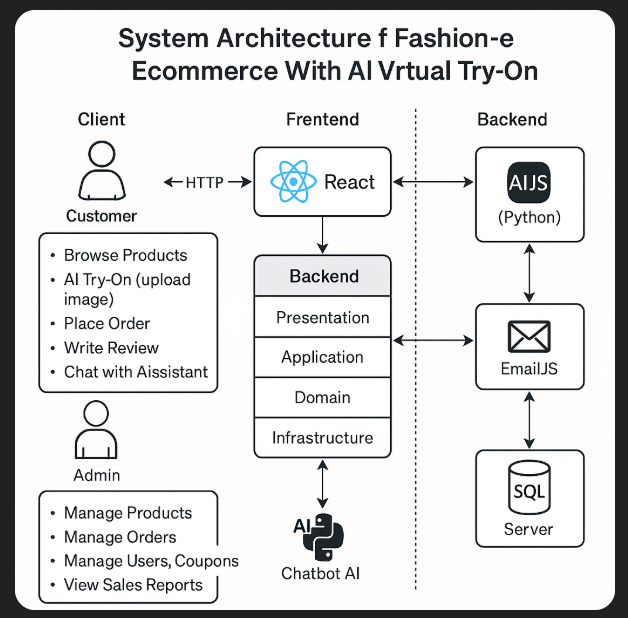 System Architecture f Fashion-e
Ecommerce With AI Vrtual Try-On
Client
Customer
• Browse Products
• AI Try-On (upload
image)
• Place Order
• Write Review
• Chat with Aissistant
Admin
• Manage Products
• Manage Orders
• Manage Users, Coupons
• View Sales Reports
HTTP
Frentend
React
Backend
Presentation
Application
Domain
Infrastructure
AI
Chatbot AI
Backend
AIJS
(Python)
EmailJS
SQL
Server